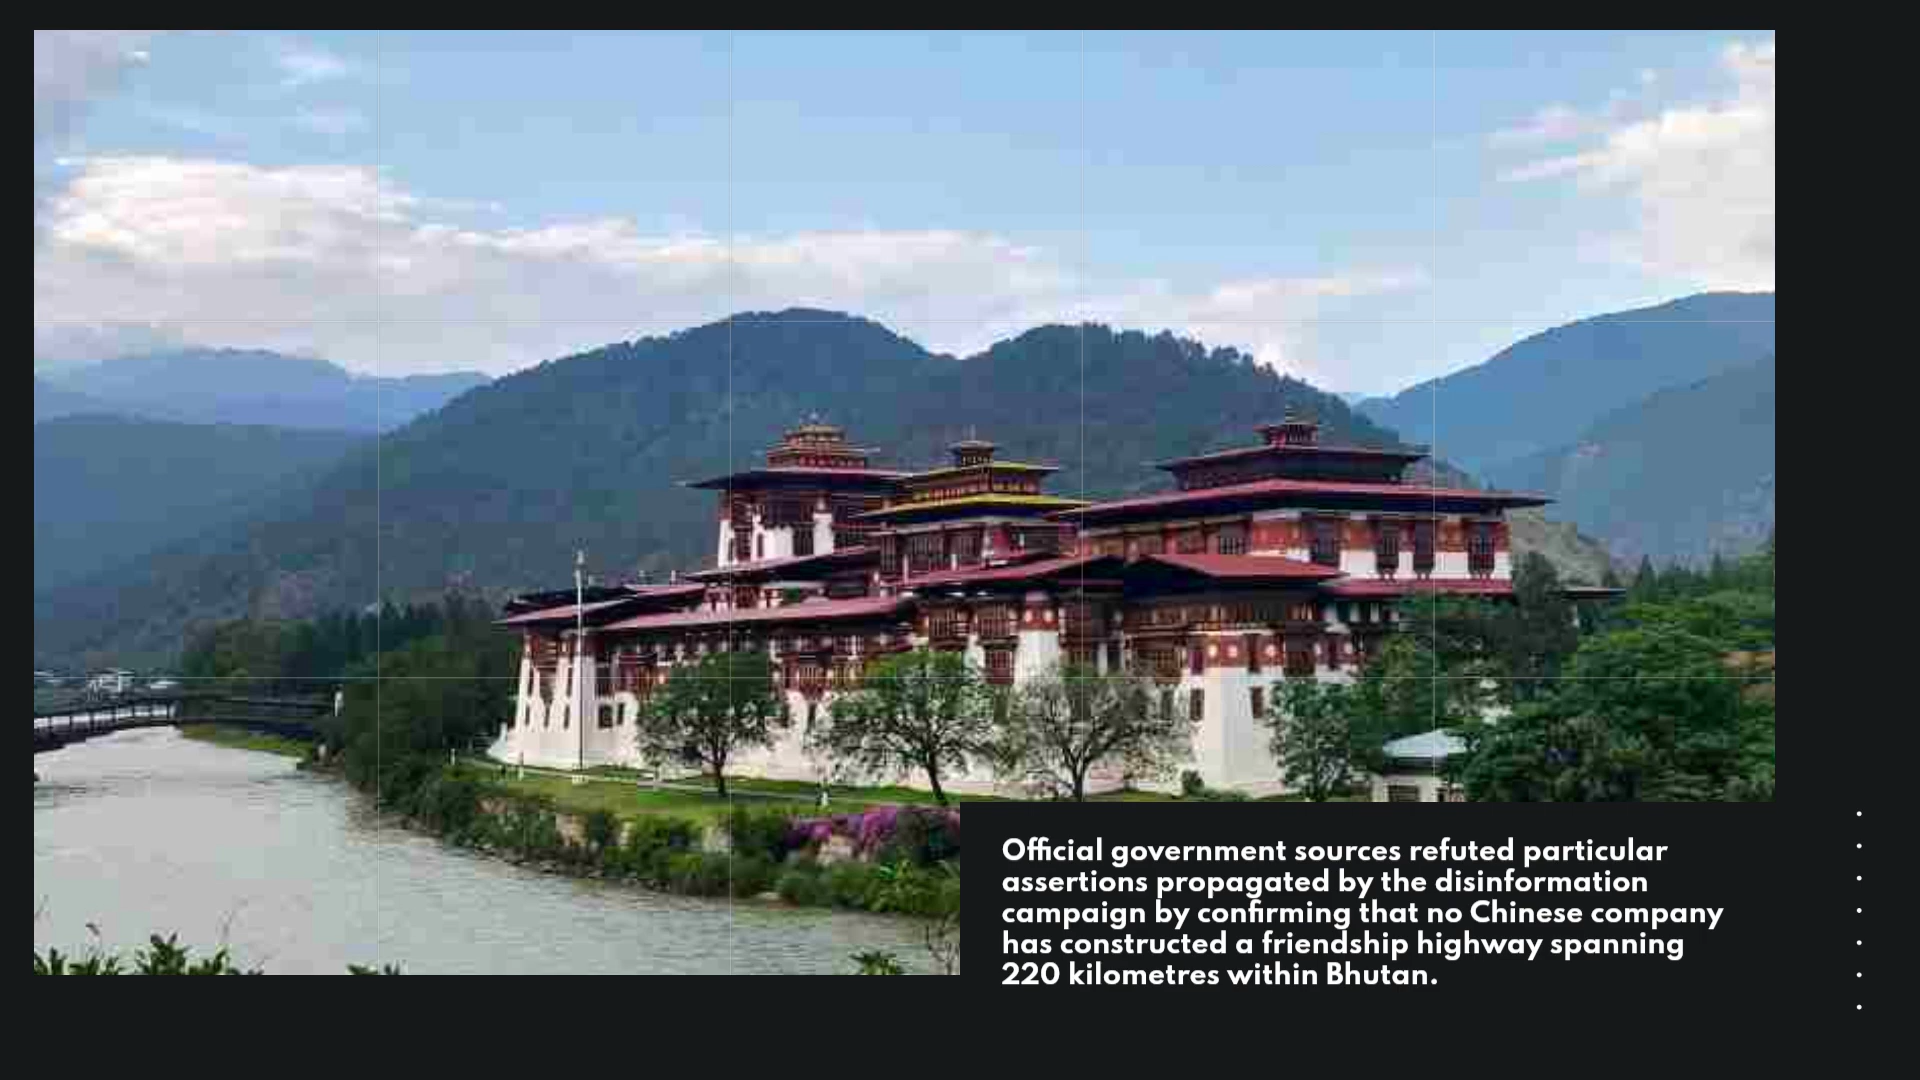 Official government sources refuted particular
assertions propagated by the disinformation
campaign by confirming that no Chinese company
has constructed a friendship highway spanning
220 kilometres within Bhutan.